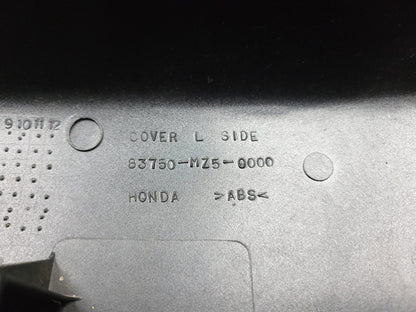 9 10 11 12
COVER L SIDE
83750-MZ5-0000
HONDA >ABS<